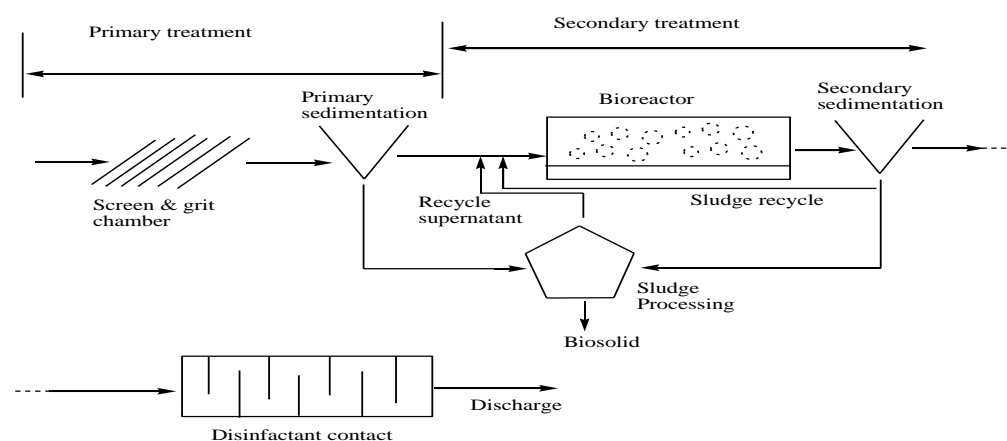 Primary treatment
Secondary treatment
Primary
sedimentation
Bioreactor
Secondary
sedimentation
Screen & grit
chamber
Recycle
supernatant
Sludge recycle
Sludge
Processing
Biosolid
Discharge
Disinfactant contact